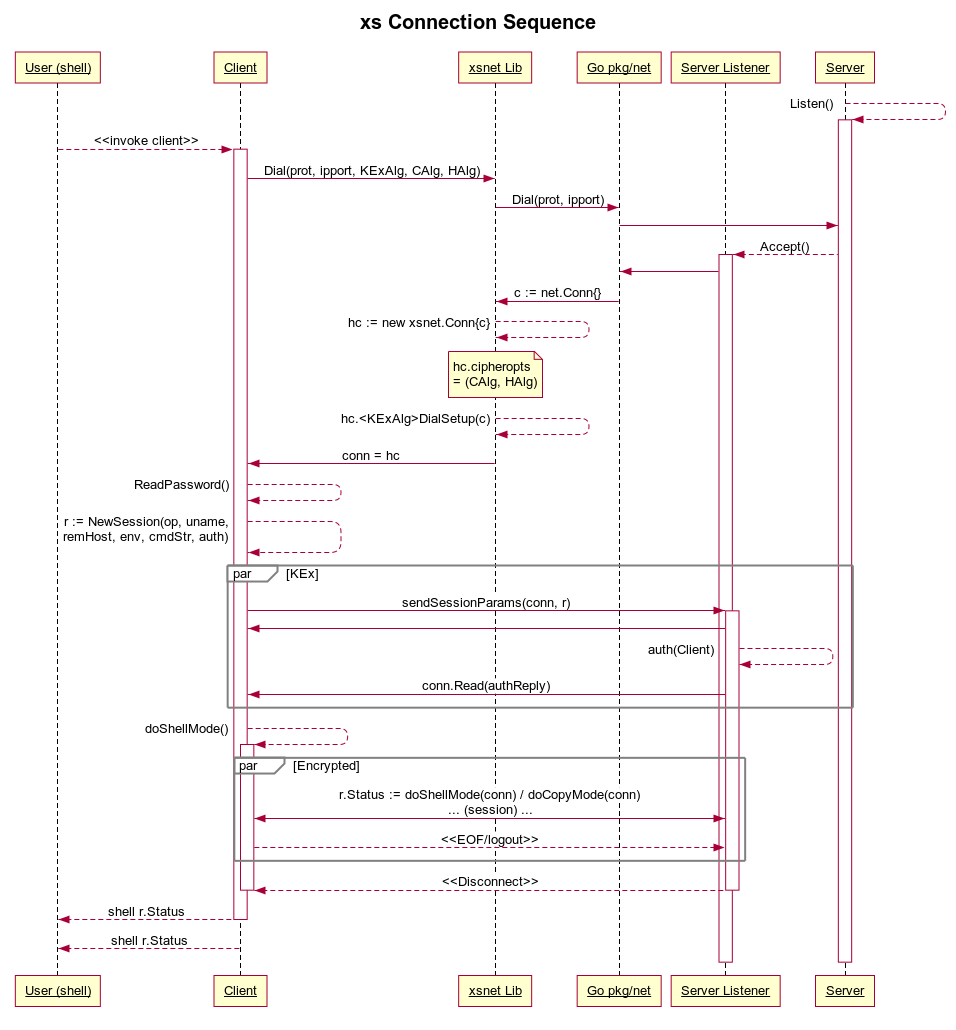 xs Connection Sequence
User (shell)
Client
xsnet Lib
Go pkg/net
Server Listener
Server
Listen()
<<invoke client>>
Dial(prot, ipport, KExAlg, CAlg, HAlg)
Dial(prot, ipport)
Accept()
c := net.Conn{}
hc := new xsnet.Conn{c}
hc.cipheropts
= (CAlg, HAlg)
hc.<KExAlg>DialSetup(c)
conn = hc
ReadPassword()
r := NewSession(op, uname,
remHost, env, cmdStr, auth)
par
[KEx]
sendSessionParams(conn, r)
auth(Client)
conn.Read(authReply)
doShellMode()
par
[Encrypted]
r.Status := doShellMode(conn) / doCopyMode(conn)
... (session) ...
<<EOF/logout>>
<<Disconnect>>
shell r.Status
shell r.Status
User (shell)
Client
xsnet Lib
Go pkg/net
Server Listener
Server